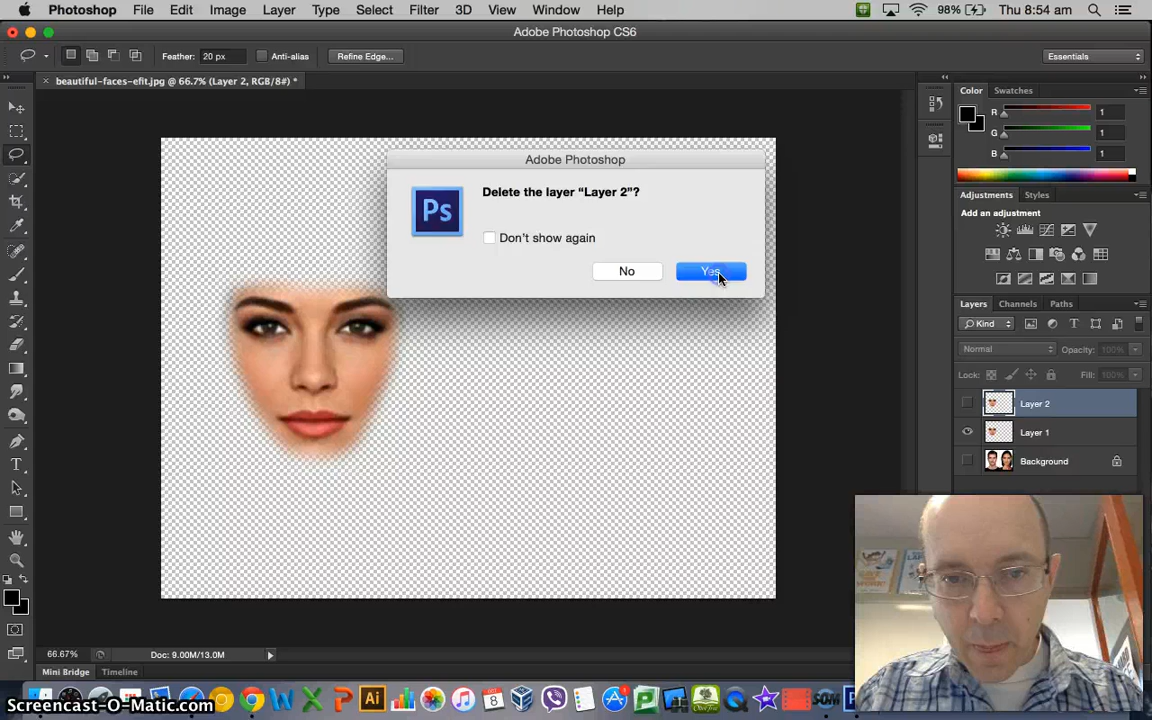 Photoshop File Edit Image Layer Type Select Filter 3D View Window Help 98% Thu 8:54 am
Adobe Photoshop CS6
Feather: 20 px Anti-alias Refine Edge... Essentials
beautiful-faces-efit.jpg @ 66.7% (Layer 2, RGB/8#) *
Color Swatches
R 1
G 1
B 1
Adobe Photoshop
Delete the layer “Layer 2”?
Ps
Don't show again
No Yes
Adjustments Styles
Add an adjustment
Layers Channels Paths
Kind
Normal Opacity: 100%
Lock: Fill: 100%
Layer 2
Layer 1
Background
66.67% Doc: 9.00M/13.0M
Mini Bridge Timeline
Screencast-O-Matic.com